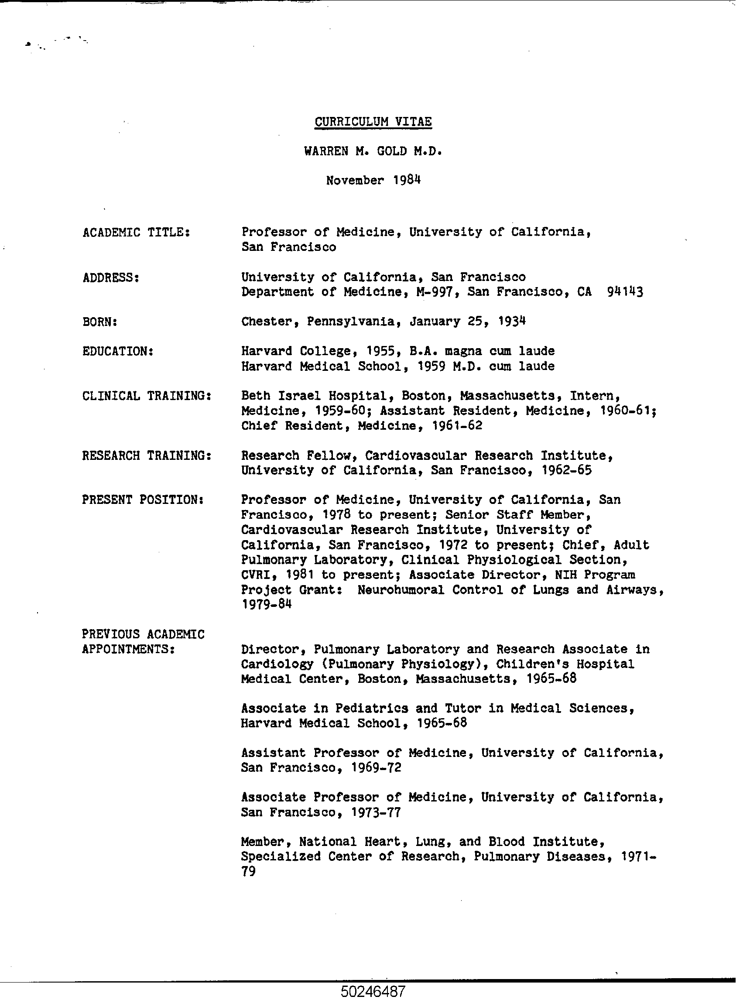 CURRICULUM VITAE
WARREN M. GOLD M.D.
November 1984
ACADEMIC TITLE: Professor of Medicine, University of California,
San Francisco
ADDRESS: University of California, San Francisco
Department of Medicine, M-997, San Francisco, CA 94143
BORN: Chester, Pennsylvania, January 25, 1934
EDUCATION: Harvard College, 1955, B.A. magna cum laude
Harvard Medical School, 1959 M.D. cum laude
CLINICAL TRAINING: Beth Israel Hospital, Boston, Massachusetts, Intern,
Medicine, 1959-60; Assistant Resident, Medicine, 1960-61;
Chief Resident, Medicine, 1961-62
RESEARCH TRAINING: Research Fellow, Cardiovascular Research Institute,
University of California, San Francisco, 1962-65
PRESENT POSITION: Professor of Medicine, University of California, San
Francisco, 1978 to present; Senior Staff Member,
Cardiovascular Research Institute, University of
California, San Francisco, 1972 to present; Chief, Adult
Pulmonary Laboratory, Clinical Physiological Section,
CVRI, 1981 to present; Associate Director, NIH Program
Project Grant: Neurohumoral Control of Lungs and Airways,
1979-84
PREVIOUS ACADEMIC
APPOINTMENTS: Director, Pulmonary Laboratory and Research Associate in
Cardiology (Pulmonary Physiology), Children's Hospital
Medical Center, Boston, Massachusetts, 1965-68
Associate in Pediatrics and Tutor in Medical Sciences,
Harvard Medical School, 1965-68
Assistant Professor of Medicine, University of California,
San Francisco, 1969-72
Associate Professor of Medicine, University of California,
San Francisco, 1973-77
Member, National Heart, Lung, and Blood Institute,
Specialized Center of Research, Pulmonary Diseases, 1971-
79
50246487